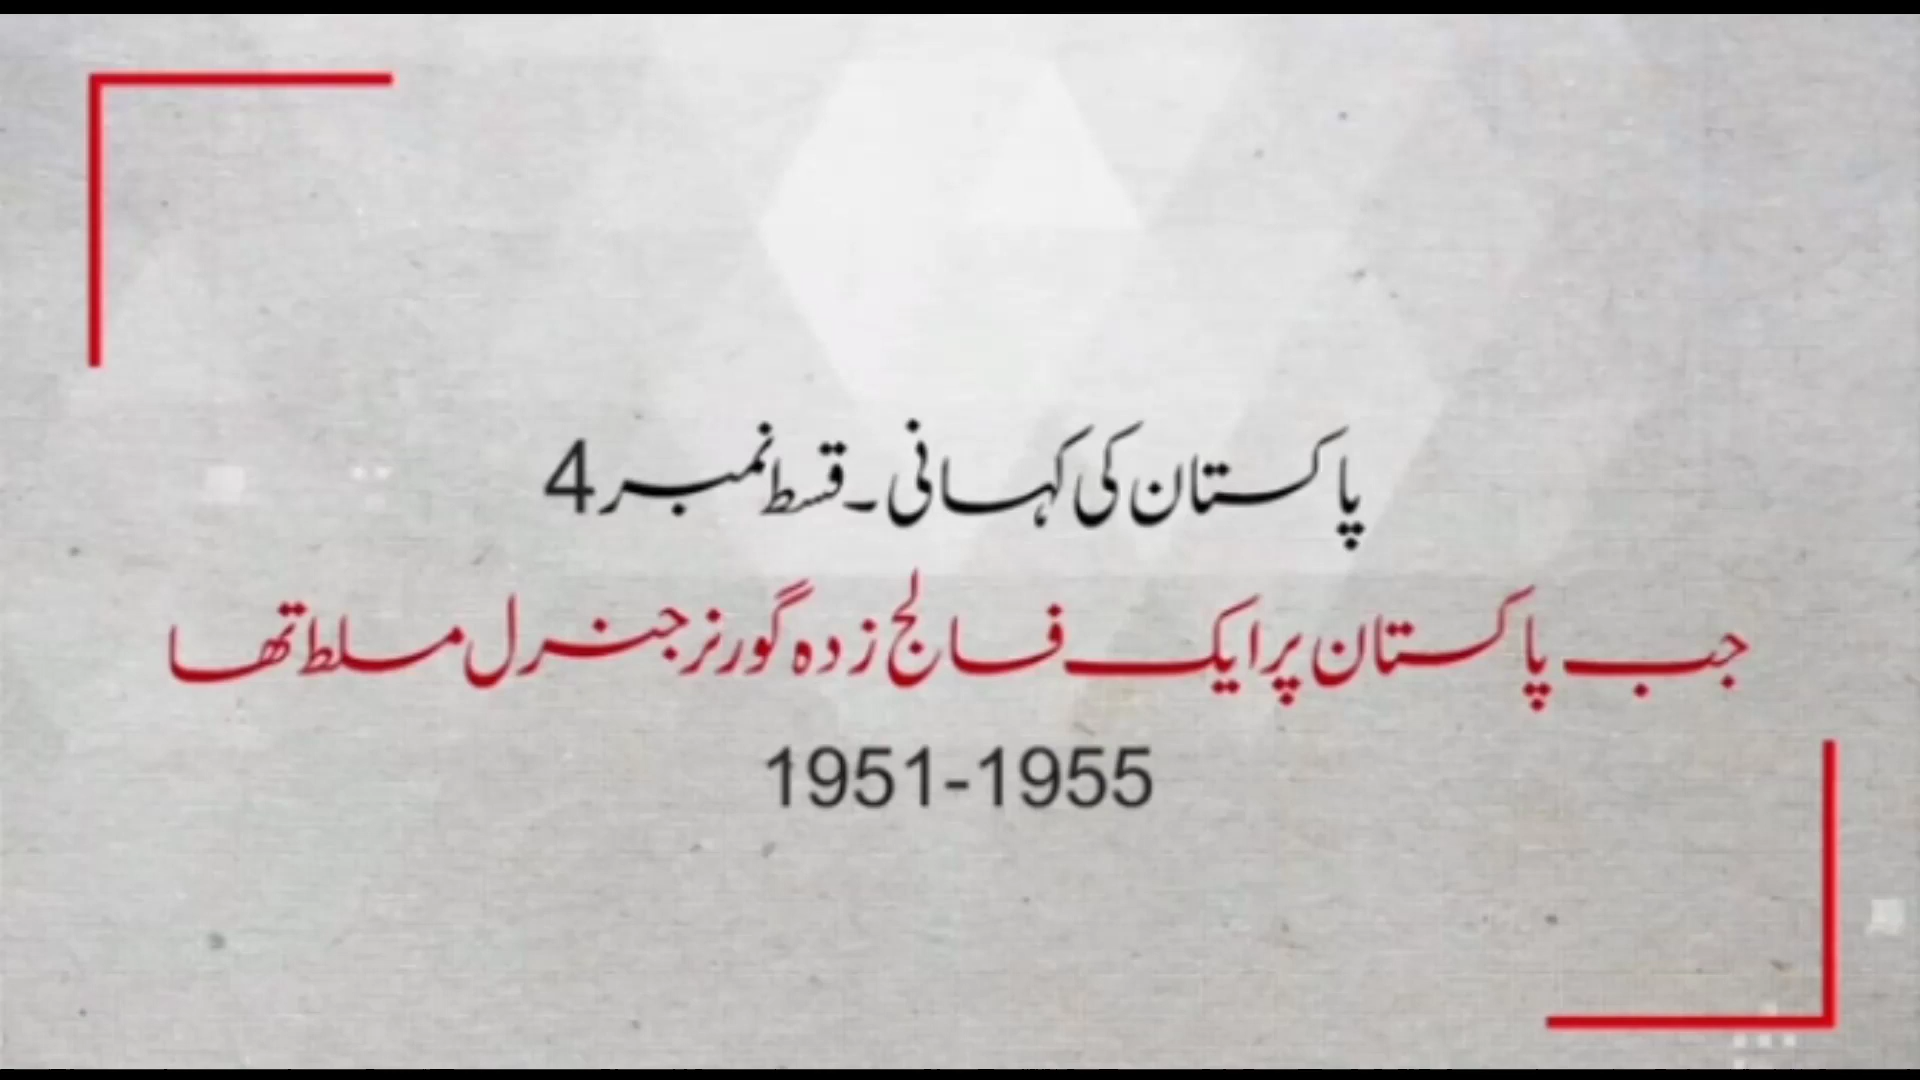 پاکستان کی کہانی۔ قسط نمبر 4
جب پاکستان پر ایک فالج زدہ گورنر جنرل مسلط تھا
1951-1955